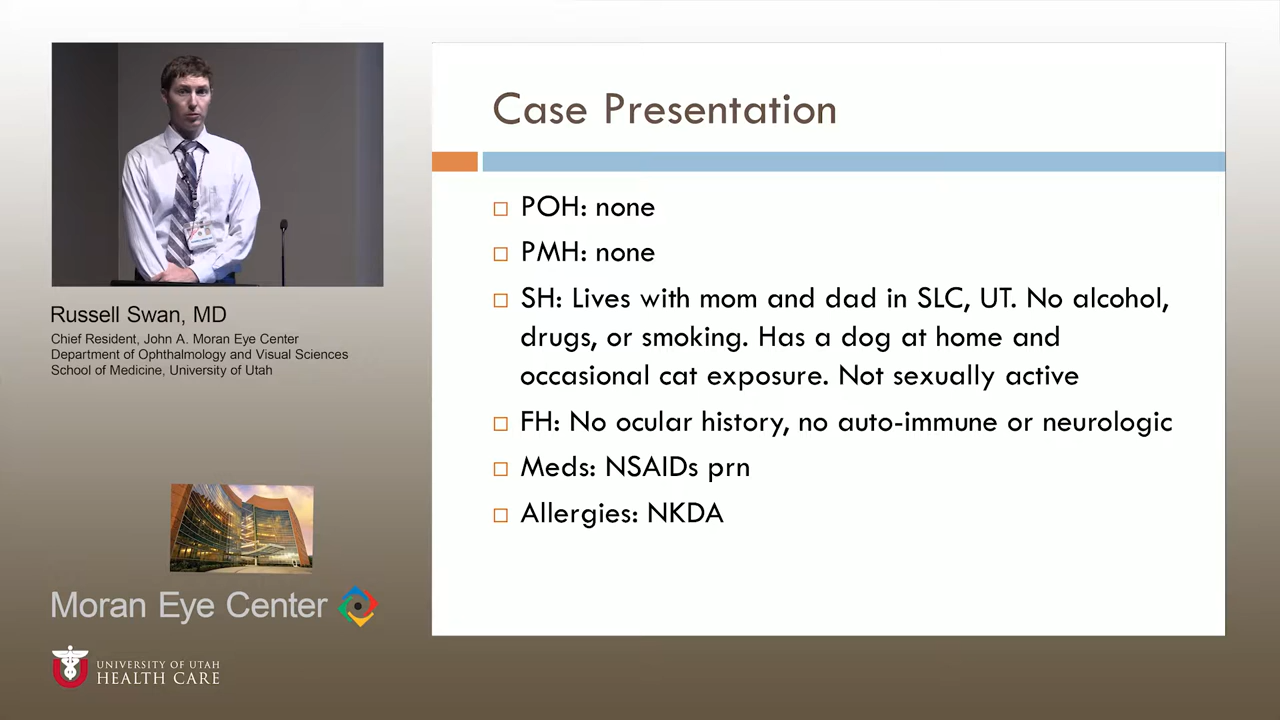 Case Presentation
POH: none
PMH: none
SH: Lives with mom and dad in SLC, UT. No alcohol,
drugs, or smoking. Has a dog at home and
occasional cat exposure. Not sexually active
FH: No ocular history, no auto-immune or neurologic
Meds: NSAIDs prn
Allergies: NKDA
Russell Swan, MD
Chief Resident, John A. Moran Eye Center
Department of Ophthalmology and Visual Sciences
School of Medicine, University of Utah
Moran Eye Center
UNIVERSITY OF UTAH
HEALTH CARE